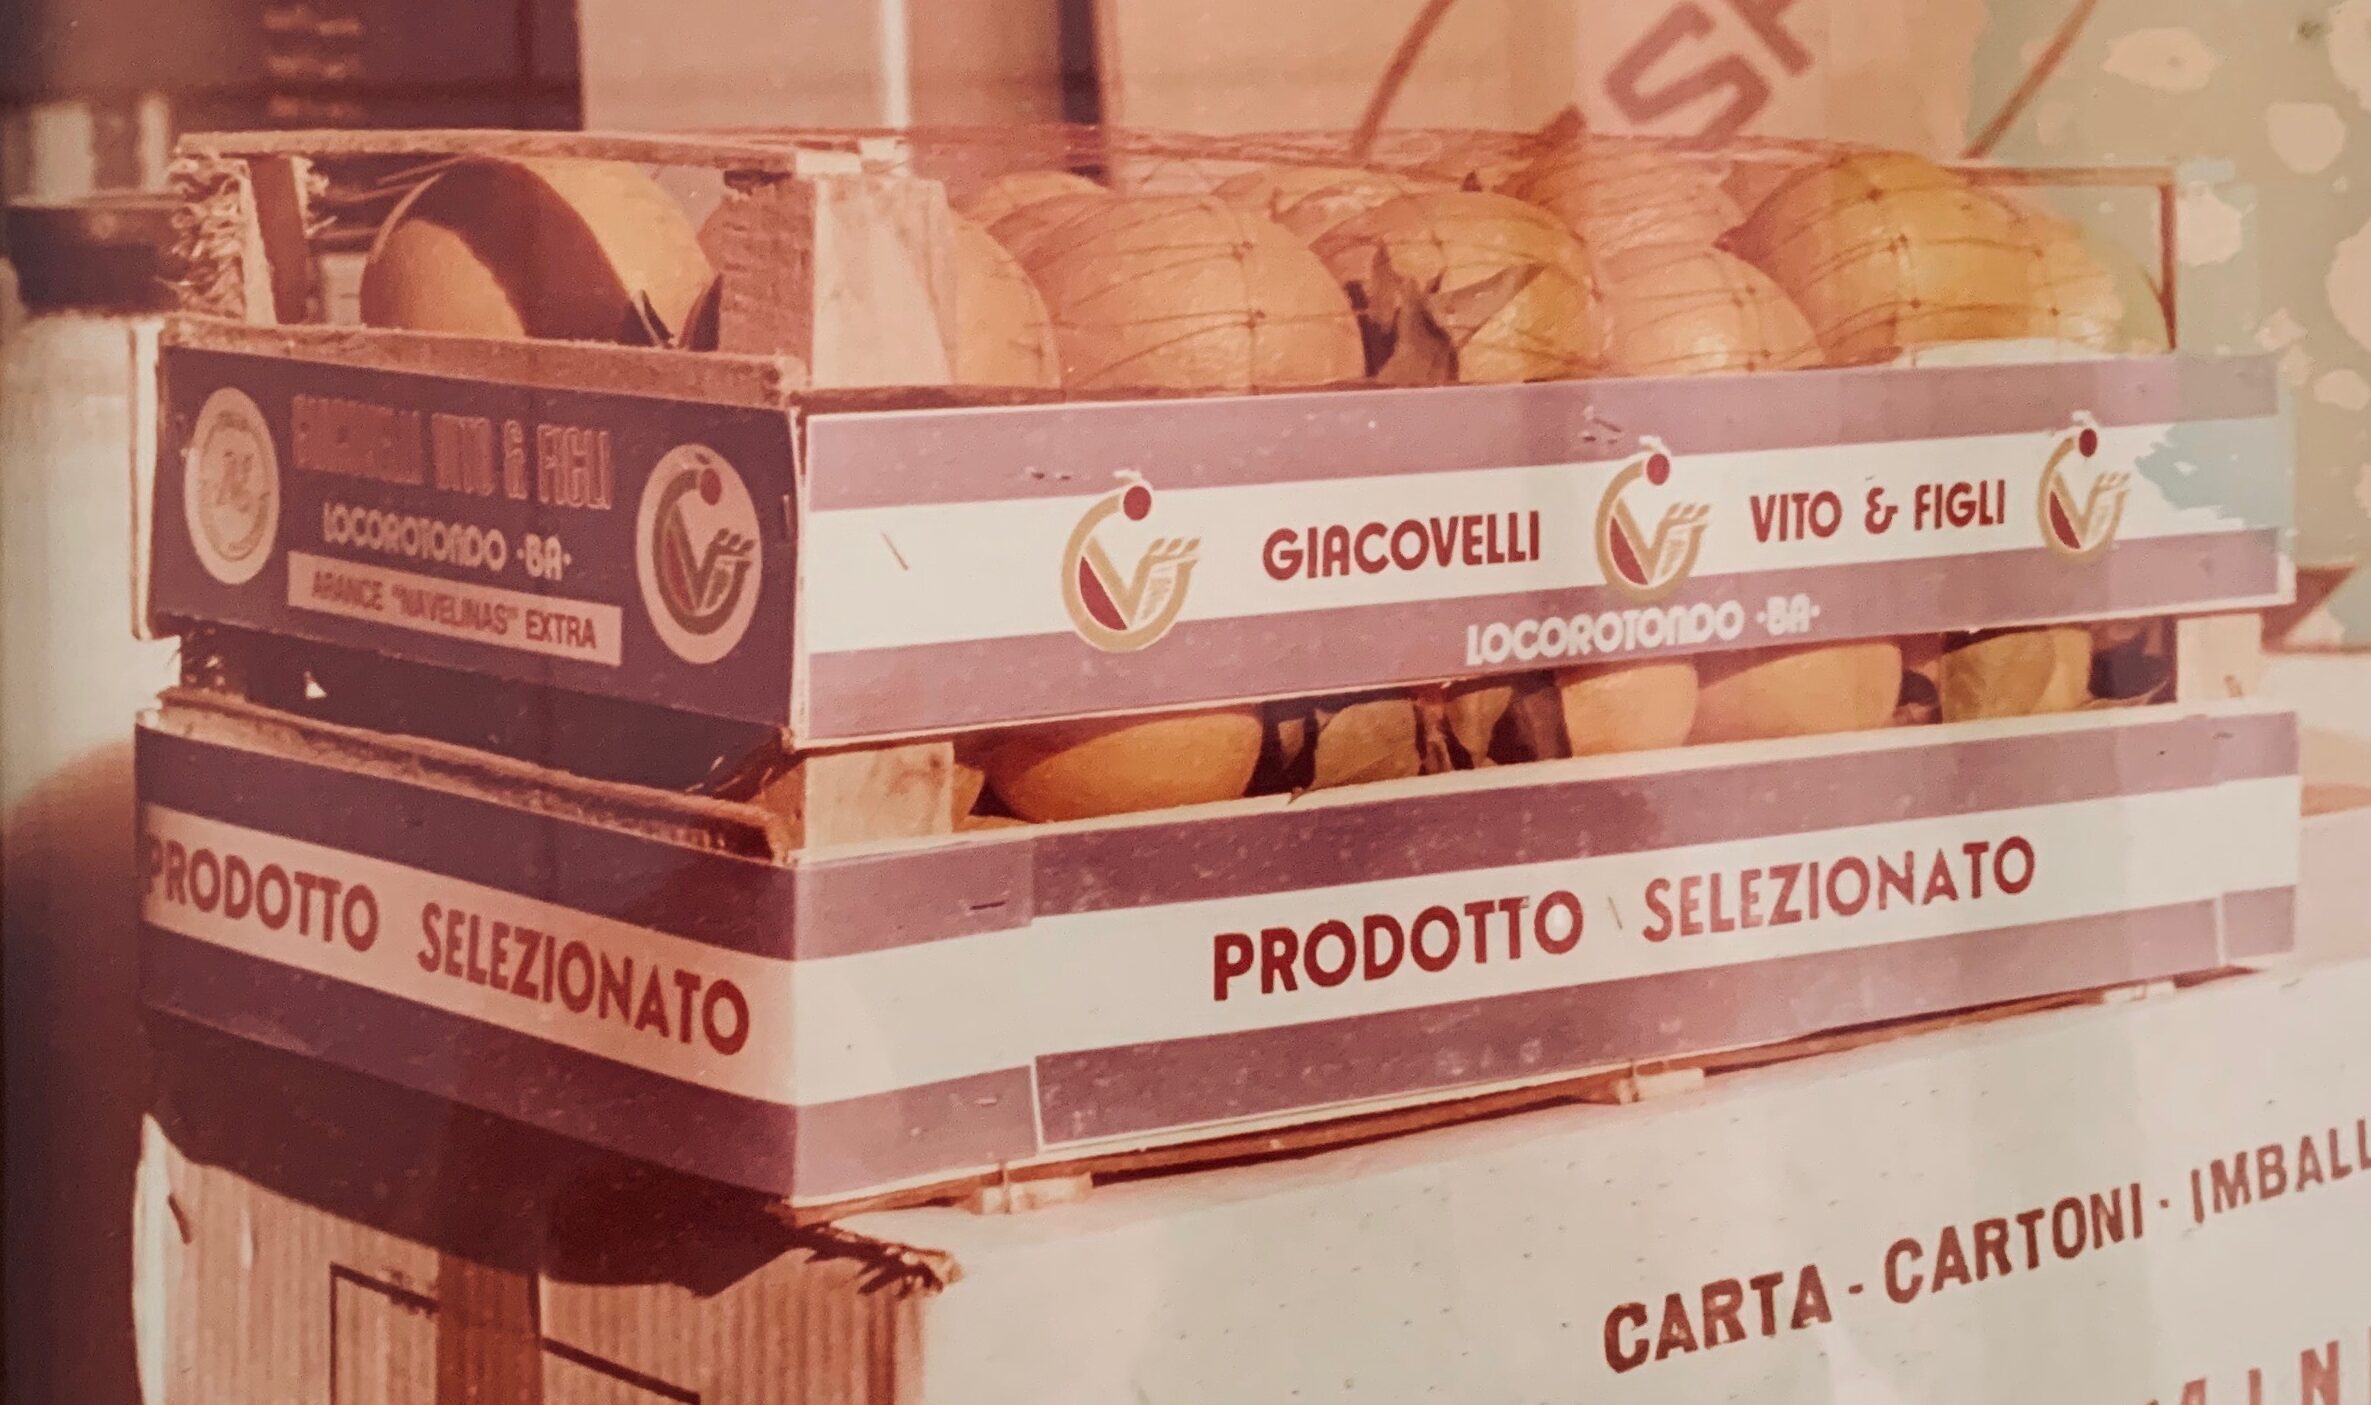 SP
GIACOVELLI VITO & FIGLI
LOCOROTONDO ·BA·
ARANCE "NAVELINAS" EXTRA
GIACOVELLI VITO & FIGLI
LOCOROTONDO ·BA·
PRODOTTO SELEZIONATO
PRODOTTO SELEZIONATO
CARTA - CARTONI - IMBALL